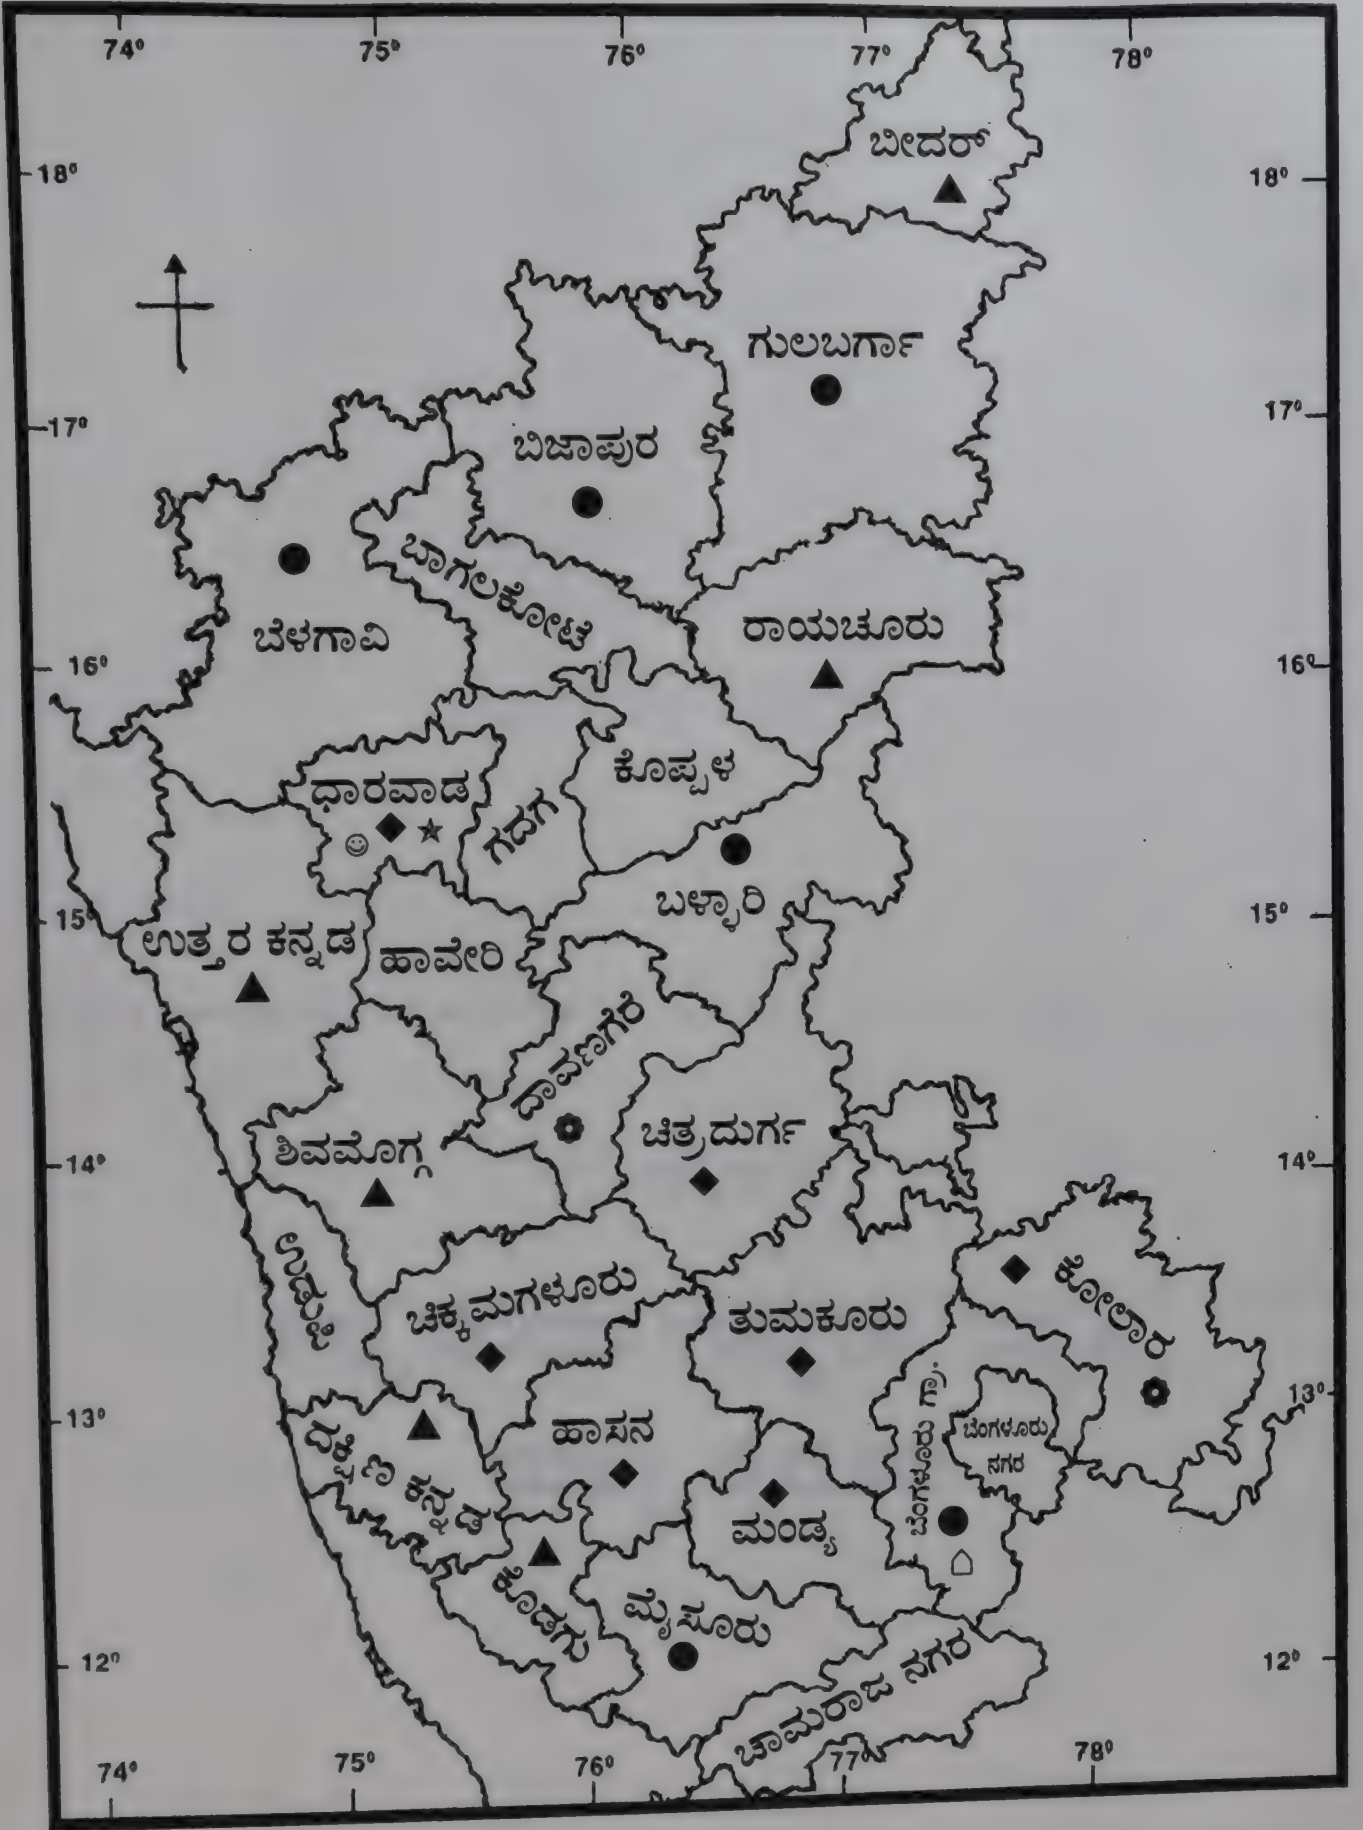 74° 75° 76° 77° 78°
ಬೀದರ್
18° 18°
ಗುಲಬರ್ಗಾ
17° 17°
ಬಿಜಾಪುರ
ಬಾಗಲಕೋಟೆ
ರಾಯಚೂರು
ಬೆಳಗಾವಿ
16° 16°
ಕೊಪ್ಪಳ
ಧಾರವಾಡ
ಗದಗ
ಬಳ್ಳಾರಿ
15° 15°
ಉತ್ತರ ಕನ್ನಡ
ಹಾವೇರಿ
ದಾವಣಗೆರೆ
ಚಿತ್ರದುರ್ಗ
ಶಿವಮೊಗ್ಗ
14° 14°
ಉಡುಪಿ
ಚಿಕ್ಕಮಗಳೂರು
ತುಮಕೂರು
ಕೋಲಾರ
13° 13°
ಹಾಸನ
ಬೆಂಗಳೂರು ಗ್ರಾ.
ಬೆಂಗಳೂರು
ನಗರ
ದಕ್ಷಿಣ ಕನ್ನಡ
ಮಂಡ್ಯ
ಕೊಡಗು
ಮೈಸೂರು
12° 12°
ಚಾಮರಾಜ ನಗರ
74° 75° 76° 77° 78°